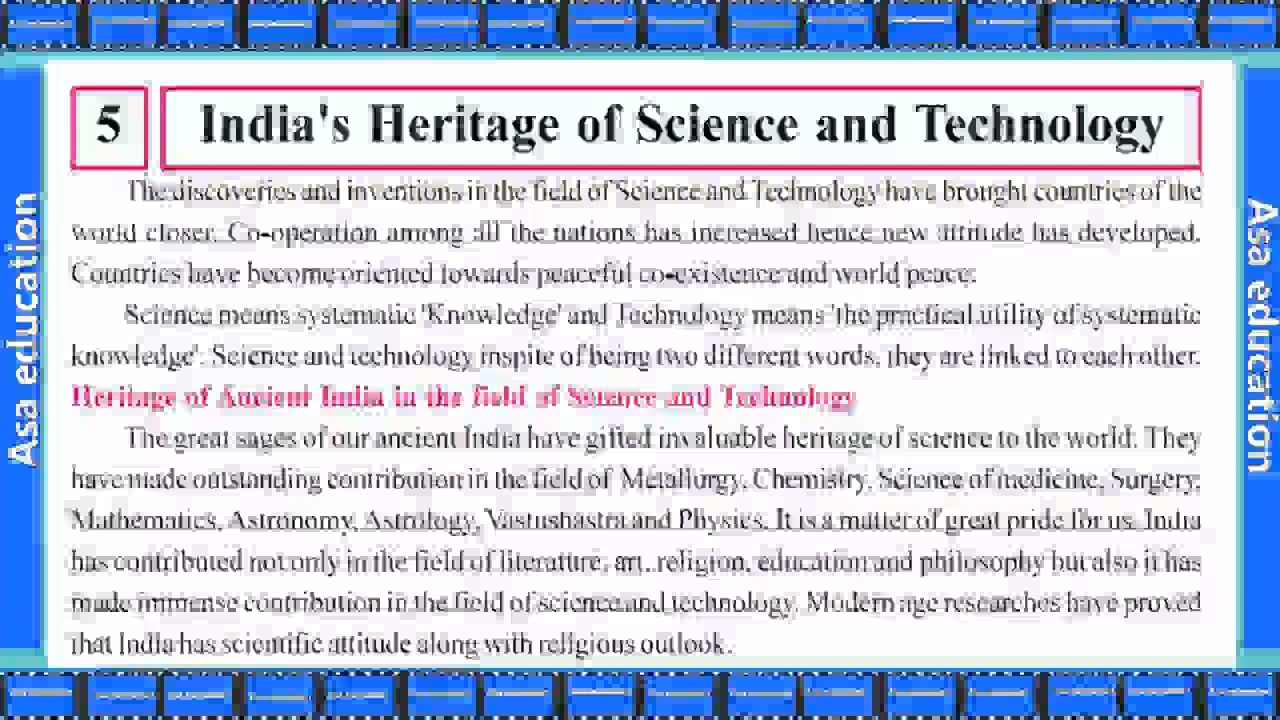 5
India's Heritage of Science and Technology
The discoveries and inventions in the field of Science and Technology have brought countries of the
world closer. Co-operation among all the nations has increased hence new attitude has developed.
Countries have become oriented towards peaceful co-existence and world peace.
Science means systematic 'Knowledge' and Technology means 'the practical utility of systematic
knowledge'. Science and technology inspite of being two different words, they are linked to each other.
Heritage of Ancient India in the field of Science and Technology
The great sages of our ancient India have gifted invaluable heritage of science to the world. They
have made outstanding contribution in the field of Metallurgy, Chemistry, Science of medicine, Surgery,
Mathematics, Astronomy, Astrology, Vastushastra and Physics. It is a matter of great pride for us. India
has contributed not only in the field of literature, art, religion, education and philosophy but also it has
made immense contribution in the field of science and technology. Modern age researches have proved
that India has scientific attitude along with religious outlook.
Asa education
Asa education